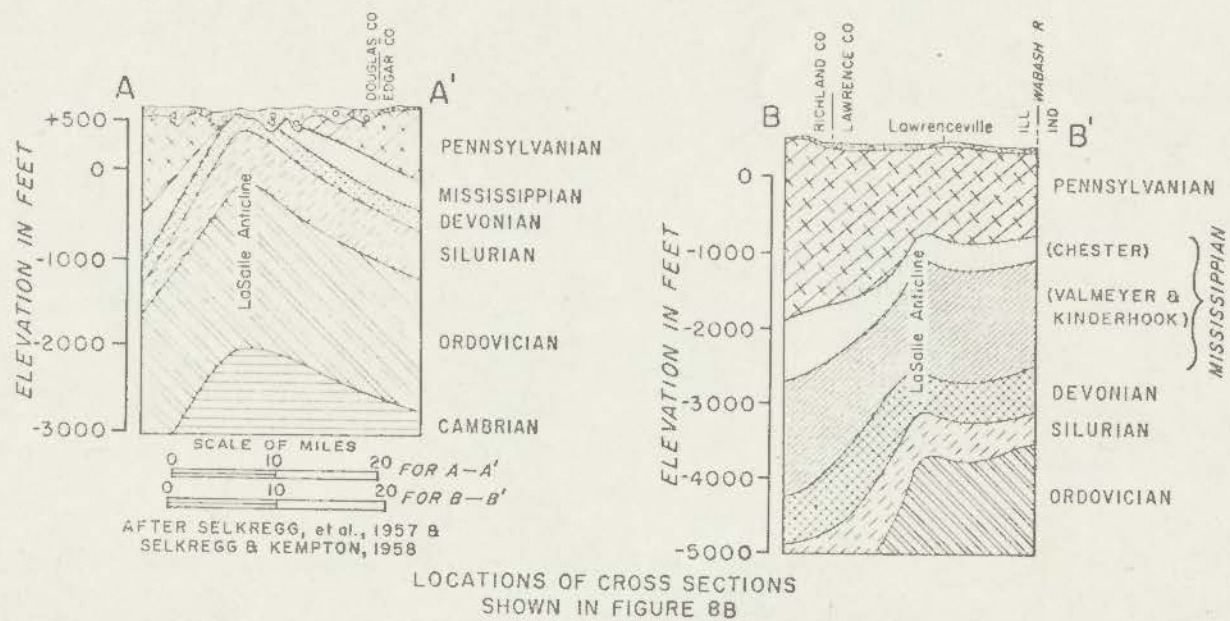 A
DOUGLAS CO
EDGAR CO
A'
ELEVATION IN FEET
+500
0
-1000
-2000
-3000
LaSalle Anticline
PENNSYLVANIAN
MISSISSIPPIAN
DEVONIAN
SILURIAN
ORDOVICIAN
CAMBRIAN
SCALE OF MILES
0 10 20 FOR A-A'
0 10 20 FOR B-B'
AFTER SELKREGG, et al., 1957 &
SELKREGG & KEMPTON, 1958
B
RICHLAND CO
LAWRENCE CO
Lawrenceville
ILL
IND
WABASH R
B'
ELEVATION IN FEET
0
-1000
-2000
-3000
-4000
-5000
LaSalle Anticline
PENNSYLVANIAN
(CHESTER)
(VALMEYER &
KINDERHOOK)
MISSISSIPPIAN
DEVONIAN
SILURIAN
ORDOVICIAN
LOCATIONS OF CROSS SECTIONS
SHOWN IN FIGURE 8B